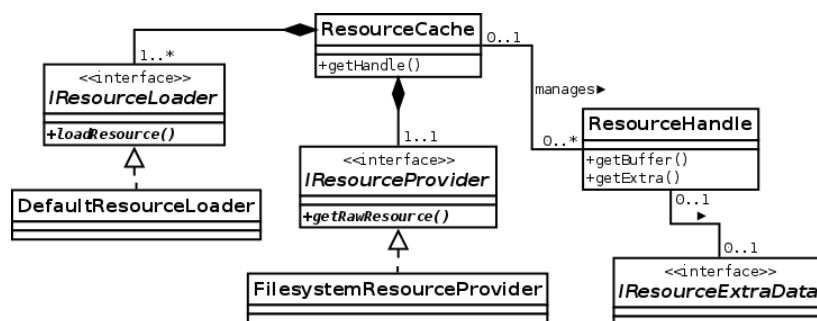 ResourceCache
+getHandle()
0..1
1..*
<<interface>>
IResourceLoader
+loadResource()
manages►
0..*
ResourceHandle
+getBuffer()
+getExtra()
1..1
<<interface>>
IResourceProvider
+getRawResource()
DefaultResourceLoader
0..1
►
0..1
<<interface>>
IResourceExtraData
FilesystemResourceProvider